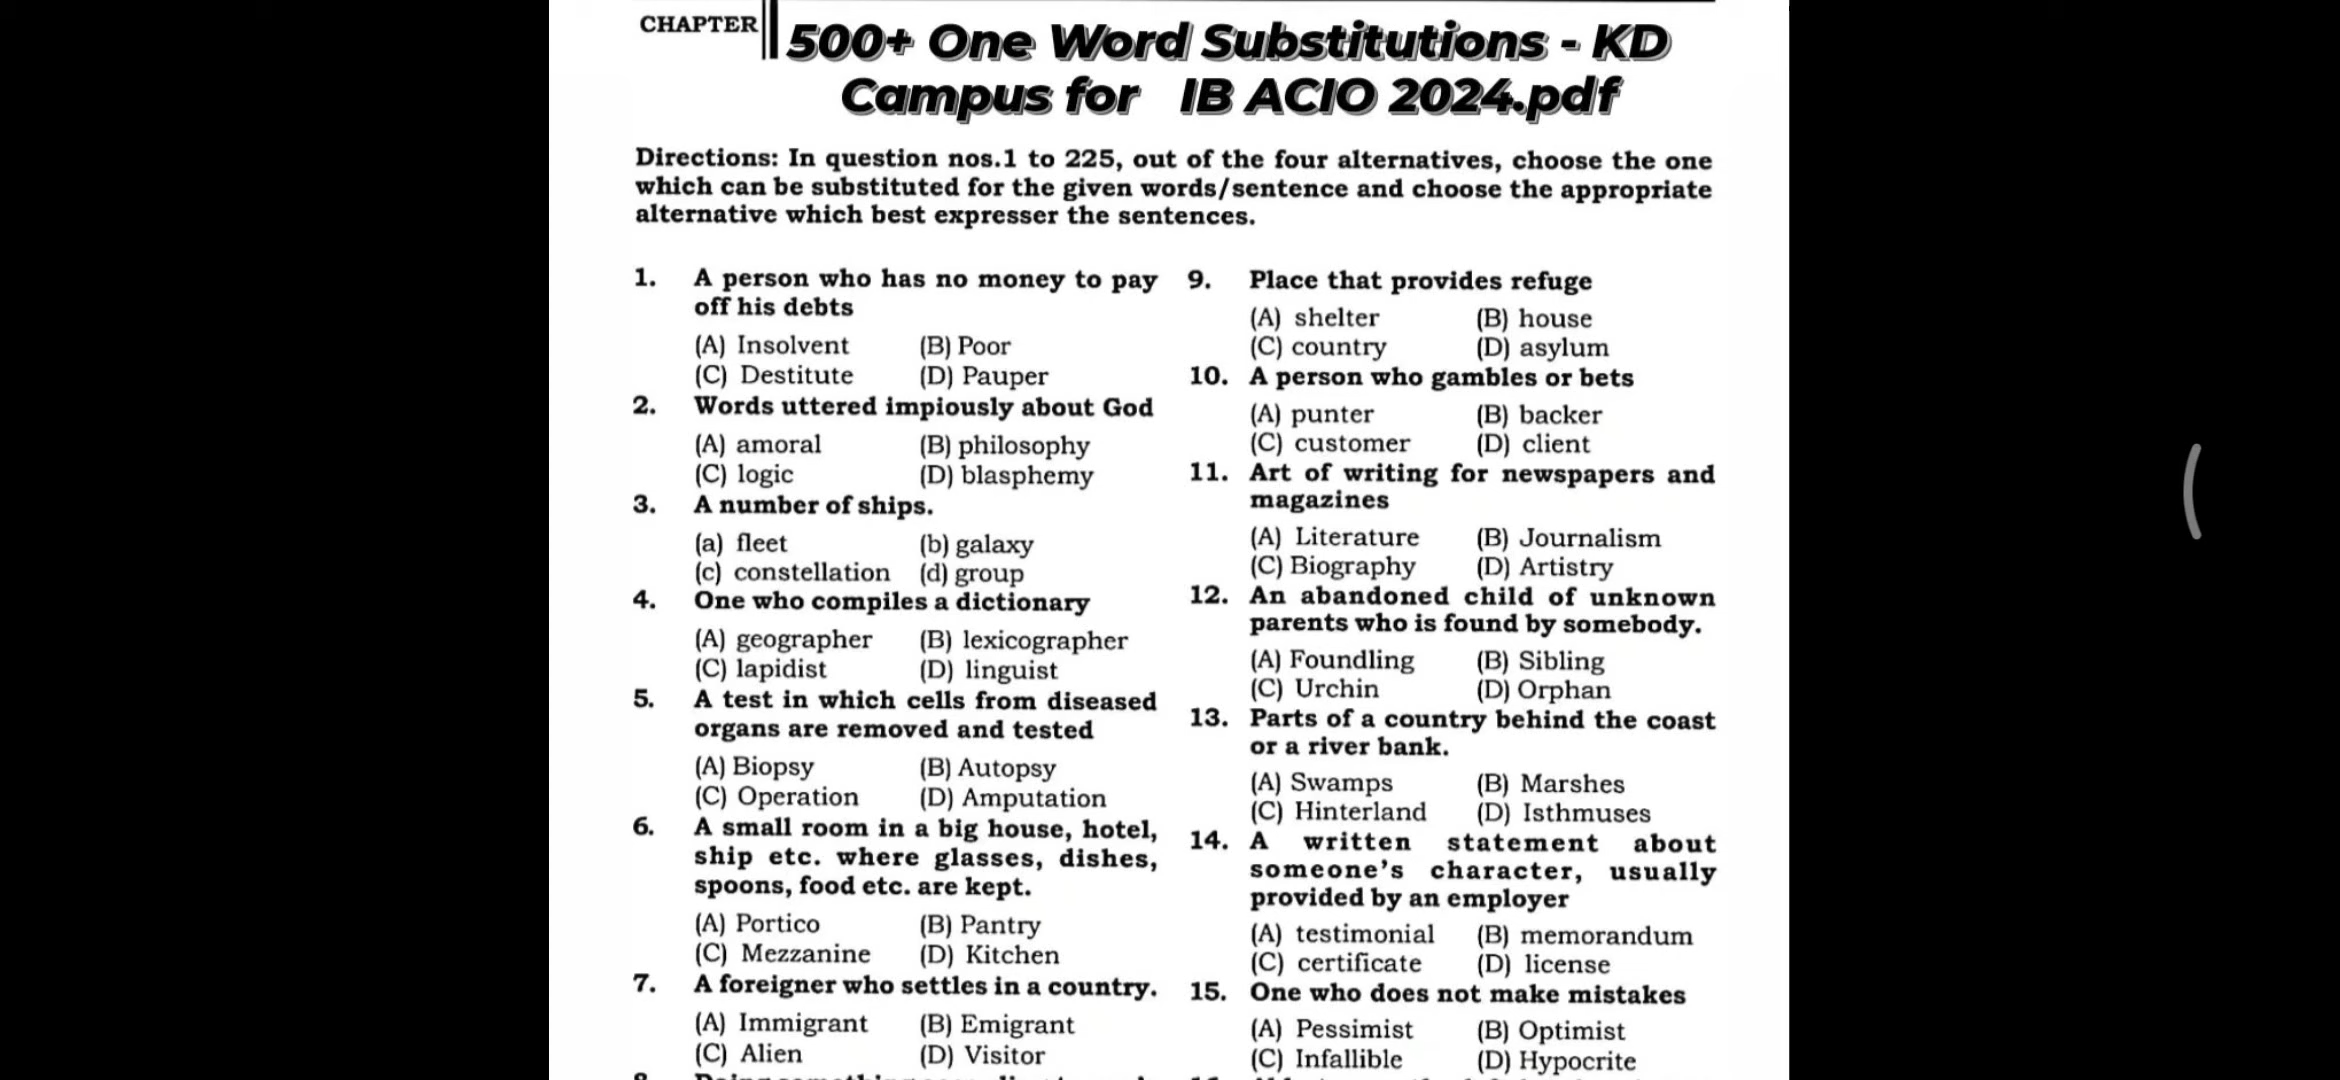 CHAPTER
500+ One Word Substitutions - KD
Campus for IB ACIO 2024.pdf
Directions: In question nos.1 to 225, out of the four alternatives, choose the one
which can be substituted for the given words/sentence and choose the appropriate
alternative which best expresser the sentences.
1. A person who has no money to pay
off his debts
(A) Insolvent (B) Poor
(C) Destitute (D) Pauper
2. Words uttered impiously about God
(A) amoral (B) philosophy
(C) logic (D) blasphemy
3. A number of ships.
(a) fleet (b) galaxy
(c) constellation (d) group
4. One who compiles a dictionary
(A) geographer (B) lexicographer
(C) lapidist (D) linguist
5. A test in which cells from diseased
organs are removed and tested
(A) Biopsy (B) Autopsy
(C) Operation (D) Amputation
6. A small room in a big house, hotel,
ship etc. where glasses, dishes,
spoons, food etc. are kept.
(A) Portico (B) Pantry
(C) Mezzanine (D) Kitchen
7. A foreigner who settles in a country.
(A) Immigrant (B) Emigrant
(C) Alien (D) Visitor
9. Place that provides refuge
(A) shelter (B) house
(C) country (D) asylum
10. A person who gambles or bets
(A) punter (B) backer
(C) customer (D) client
11. Art of writing for newspapers and
magazines
(A) Literature (B) Journalism
(C) Biography (D) Artistry
12. An abandoned child of unknown
parents who is found by somebody.
(A) Foundling (B) Sibling
(C) Urchin (D) Orphan
13. Parts of a country behind the coast
or a river bank.
(A) Swamps (B) Marshes
(C) Hinterland (D) Isthmuses
14. A written statement about
someone's character, usually
provided by an employer
(A) testimonial (B) memorandum
(C) certificate (D) license
15. One who does not make mistakes
(A) Pessimist (B) Optimist
(C) Infallible (D) Hypocrite